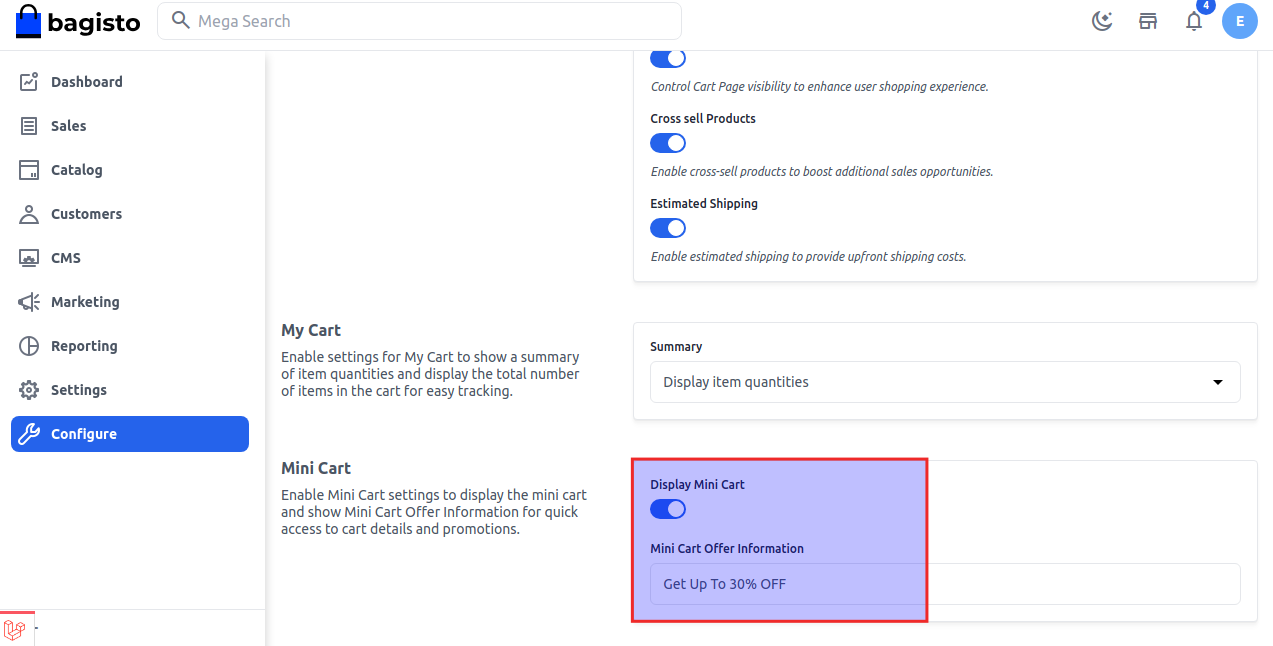 bagisto
Mega Search
4
E
Dashboard
Sales
Catalog
Customers
CMS
Marketing
Reporting
Settings
Configure
Control Cart Page visibility to enhance user shopping experience.
Cross sell Products
Enable cross-sell products to boost additional sales opportunities.
Estimated Shipping
Enable estimated shipping to provide upfront shipping costs.
My Cart
Enable settings for My Cart to show a summary
of item quantities and display the total number
of items in the cart for easy tracking.
Summary
Display item quantities
Mini Cart
Enable Mini Cart settings to display the mini cart
and show Mini Cart Offer Information for quick
access to cart details and promotions.
Display Mini Cart
Mini Cart Offer Information
Get Up To 30% OFF